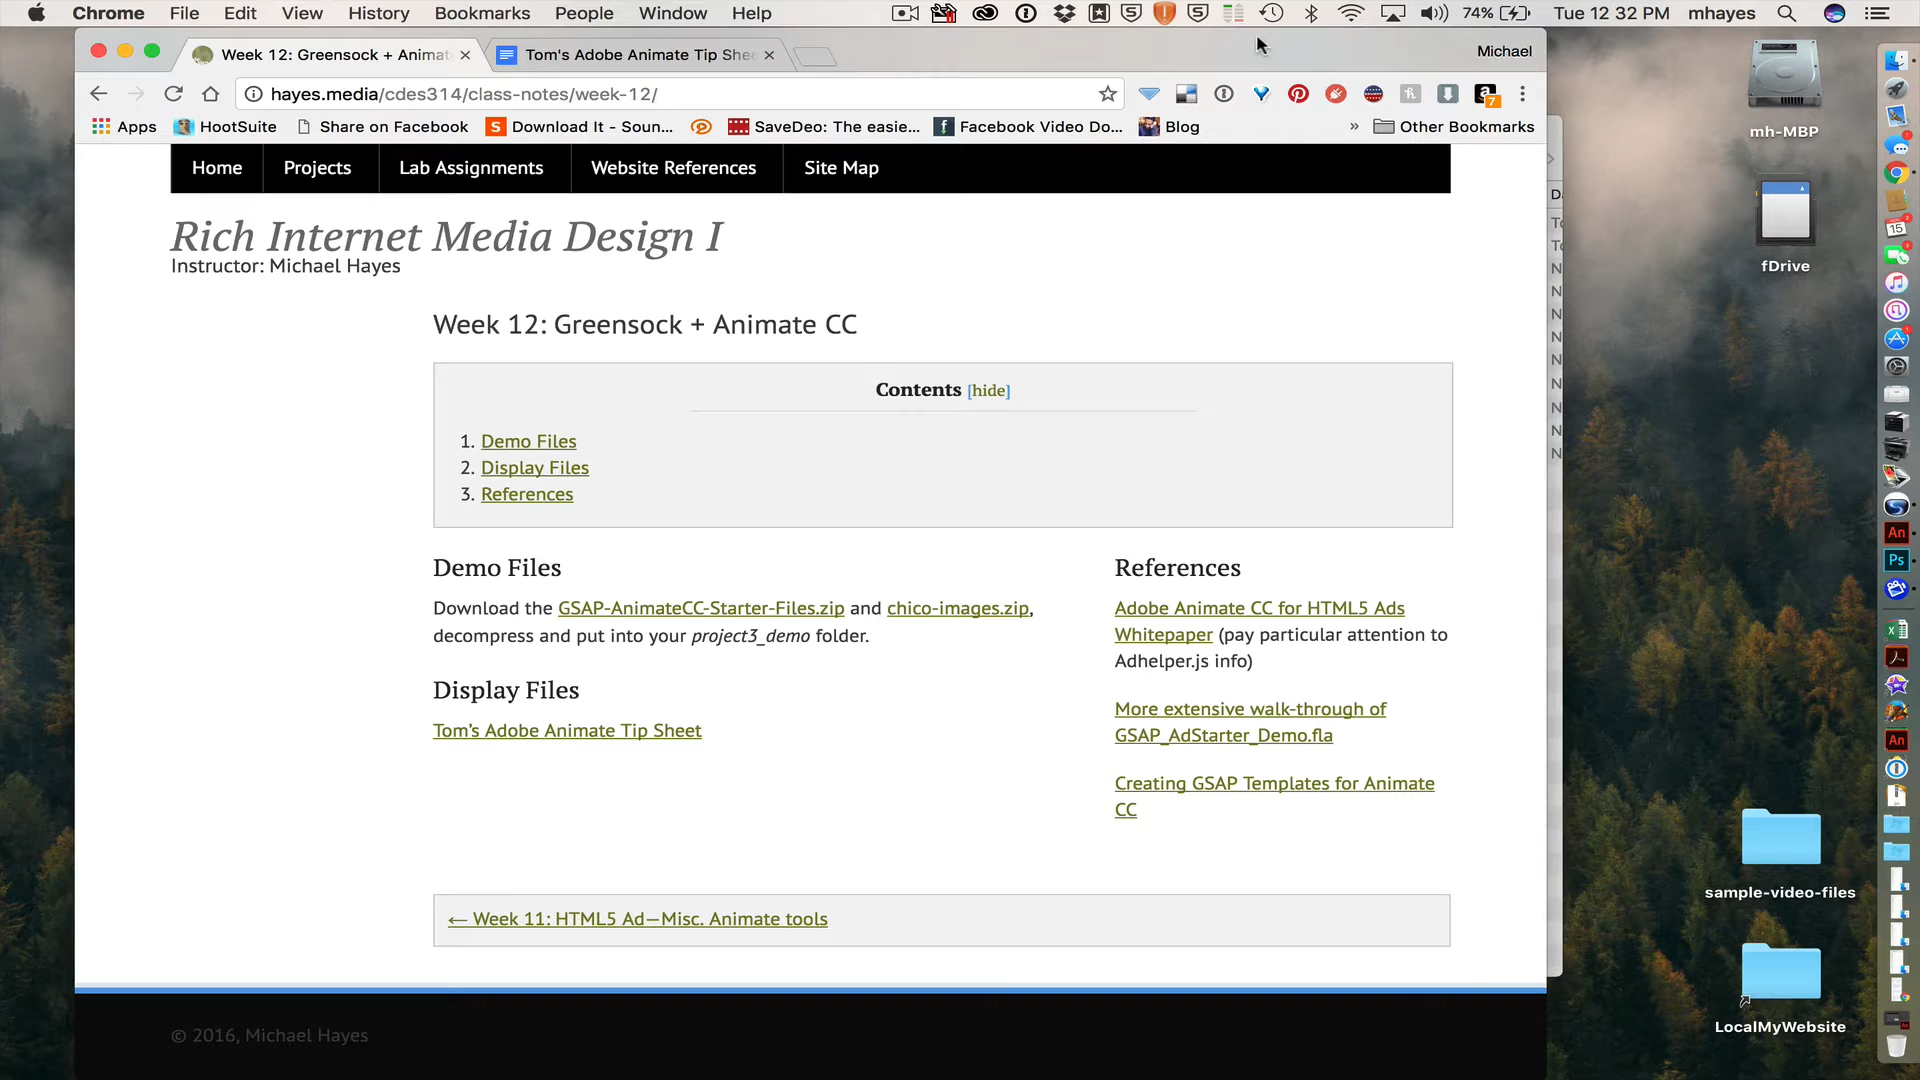 Chrome File Edit View History Bookmarks People Window Help 74% Tue 12 32 PM mhayes
Week 12: Greensock + Animat Tom's Adobe Animate Tip She Michael
hayes.media/cdes314/class-notes/week-12/
7
Apps HootSuite Share on Facebook Download It - Soun... SaveDeo: The easie... Facebook Video Do... Blog » Other Bookmarks
Home Projects Lab Assignments Website References Site Map
Rich Internet Media Design I
Instructor: Michael Hayes
Week 12: Greensock + Animate CC
Contents [hide]
1. Demo Files
2. Display Files
3. References
Demo Files
Download the GSAP-AnimateCC-Starter-Files.zip and chico-images.zip,
decompress and put into your project3_demo folder.
Display Files
Tom's Adobe Animate Tip Sheet
References
Adobe Animate CC for HTML5 Ads
Whitepaper (pay particular attention to
Adhelper.js info)
More extensive walk-through of
GSAP_AdStarter_Demo.fla
Creating GSAP Templates for Animate
CC
← Week 11: HTML5 Ad—Misc. Animate tools
© 2016, Michael Hayes
mh-MBP
fDrive
sample-video-files
LocalMyWebsite
15
An
Ps
An